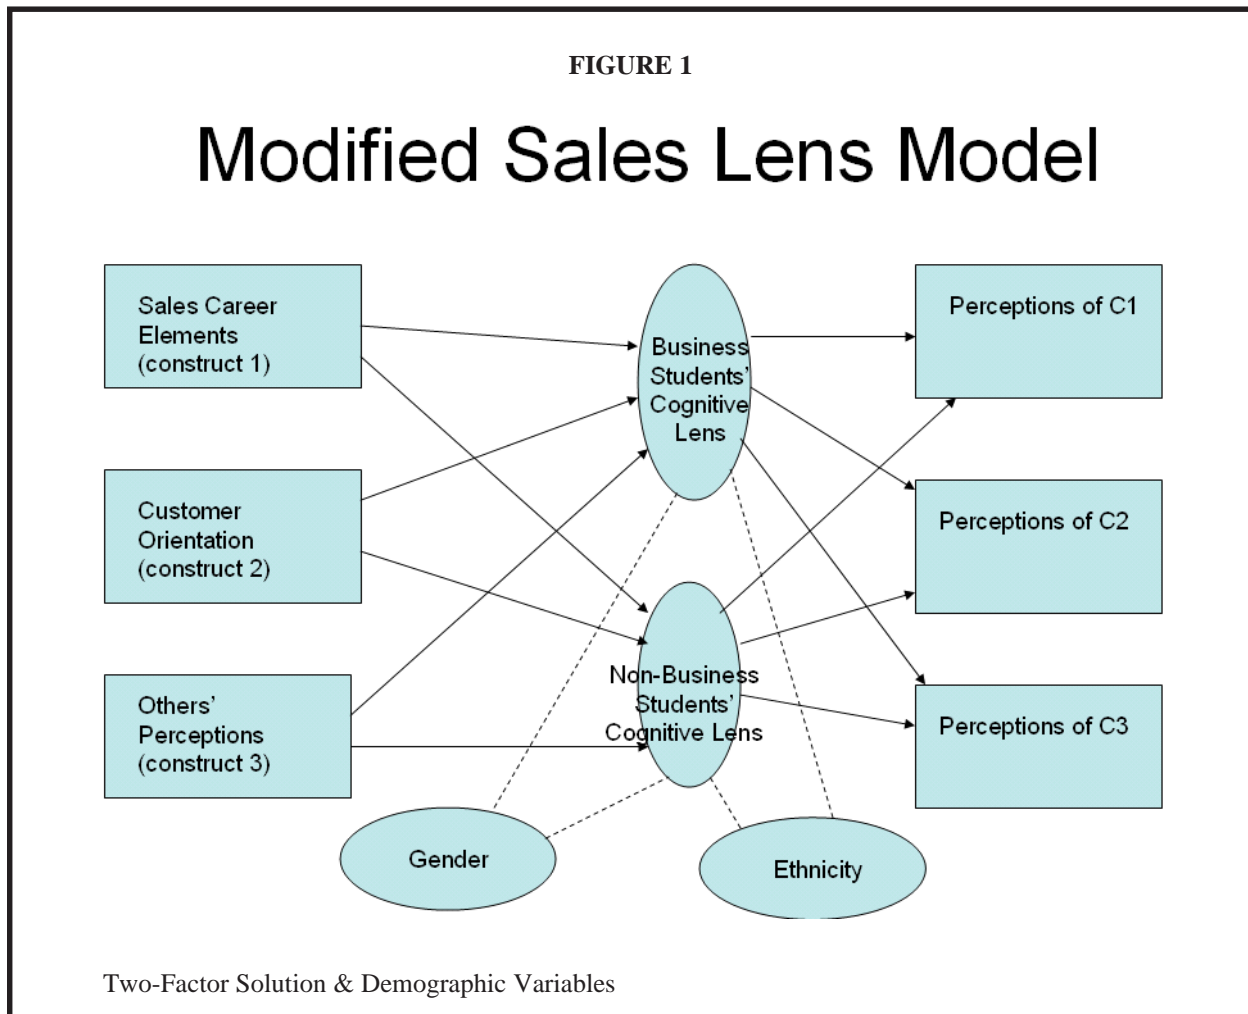 FIGURE 1
Modified Sales Lens Model
Sales Career
Elements
(construct 1)
Business
Students’
Cognitive
Lens
Perceptions of C1
Customer
Orientation
(construct 2)
Perceptions of C2
Others’
Perceptions
(construct 3)
Non-Business
Students’
Cognitive Lens
Perceptions of C3
Gender
Ethnicity
Two-Factor Solution & Demographic Variables